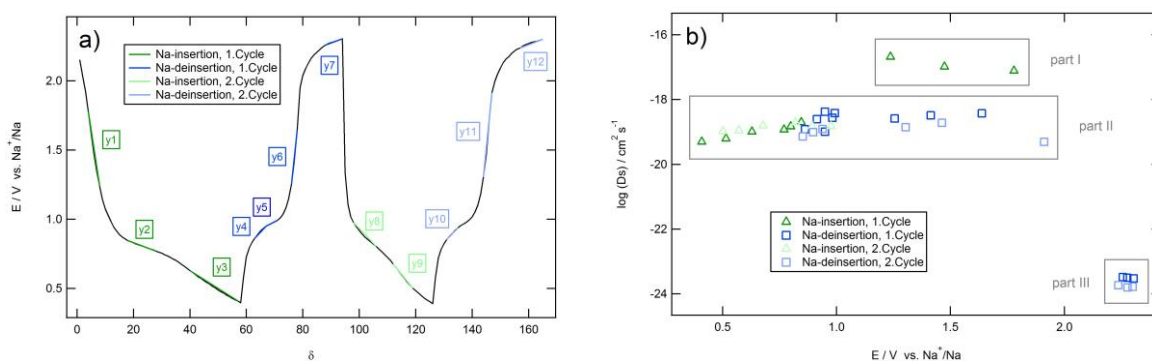 a)
Na-insertion, 1.Cycle
Na-deinsertion, 1.Cycle
Na-insertion, 2.Cycle
Na-deinsertion, 2.Cycle
y1
y2
y3
y4
y5
y6
y7
y8
y9
y10
y11
y12
2.0
1.5
1.0
0.5
E / V vs. Na⁺/Na
0 20 40 60 80 100 120 140 160
δ
b)
part I
part II
part III
Na-insertion, 1.Cycle
Na-deinsertion, 1.Cycle
Na-insertion, 2.Cycle
Na-deinsertion, 2.Cycle
-16
-18
-20
-22
-24
log (Ds) / cm² s⁻¹
0.5 1.0 1.5 2.0
E / V vs. Na⁺/Na